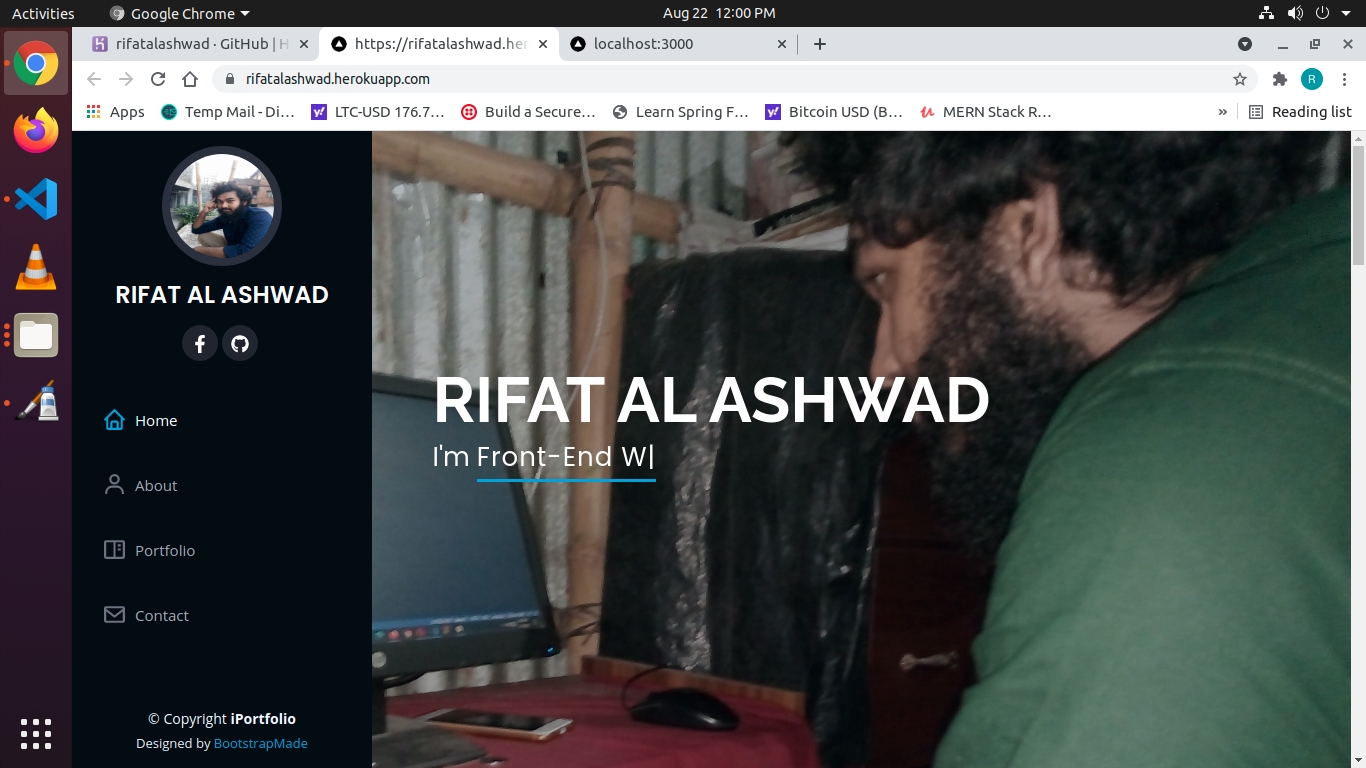 Activities
Google Chrome
Aug 22 12:00 PM
rifatalashwad · GitHub | H
https://rifatalashwad.her
localhost:3000
rifatalashwad.herokuapp.com
Apps
Temp Mail - Di...
LTC-USD 176.7...
Build a Secure...
Learn Spring F...
Bitcoin USD (B...
MERN Stack R...
»
Reading list
R
RIFAT AL ASHWAD
Home
About
Portfolio
Contact
© Copyright iPortfolio
Designed by BootstrapMade
RIFAT AL ASHWAD
I'm Front-End W|